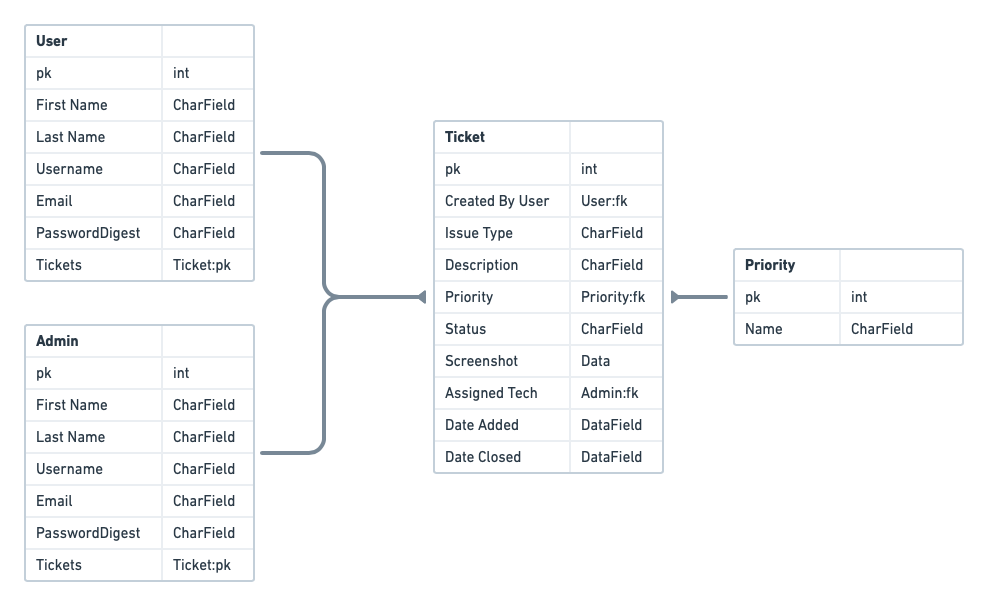 User
pk int
First Name CharField
Last Name CharField
Username CharField
Email CharField
PasswordDigest CharField
Tickets Ticket:pk
Admin
pk int
First Name CharField
Last Name CharField
Username CharField
Email CharField
PasswordDigest CharField
Tickets Ticket:pk
Ticket
pk int
Created By User User:fk
Issue Type CharField
Description CharField
Priority Priority:fk
Status CharField
Screenshot Data
Assigned Tech Admin:fk
Date Added DataField
Date Closed DataField
Priority
pk int
Name CharField